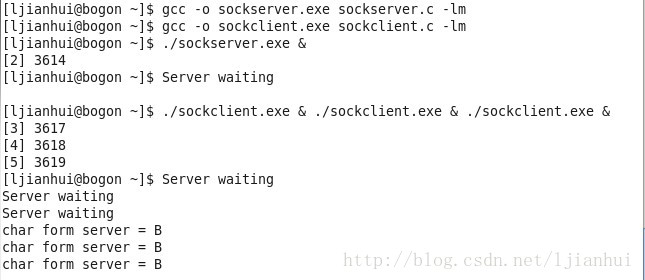 [ljianhui@bogon ~]$ gcc -o sockserver.exe sockserver.c -lm
[ljianhui@bogon ~]$ gcc -o sockclient.exe sockclient.c -lm
[ljianhui@bogon ~]$ ./sockserver.exe &
[2] 3614
[ljianhui@bogon ~]$ Server waiting
[ljianhui@bogon ~]$ ./sockclient.exe & ./sockclient.exe & ./sockclient.exe &
[3] 3617
[4] 3618
[5] 3619
[ljianhui@bogon ~]$ Server waiting
Server waiting
Server waiting
char form server = B
char form server = B
char form server = B
http://blog.csdn.net/ljianhui